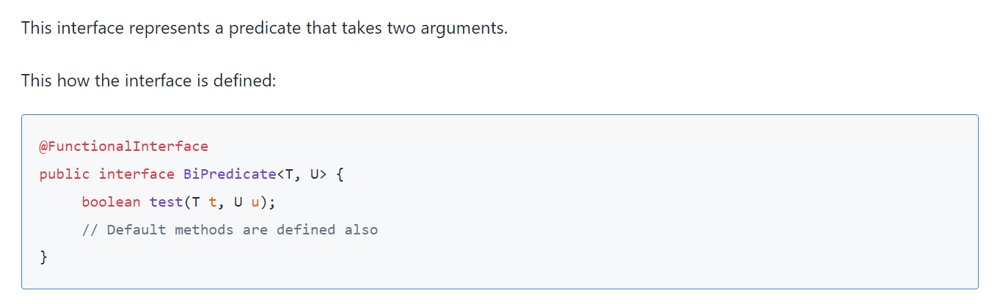 This interface represents a predicate that takes two arguments.
This how the interface is defined:
@FunctionalInterface
public interface BiPredicate<T, U> {
boolean test(T t, U u);
// Default methods are defined also
}